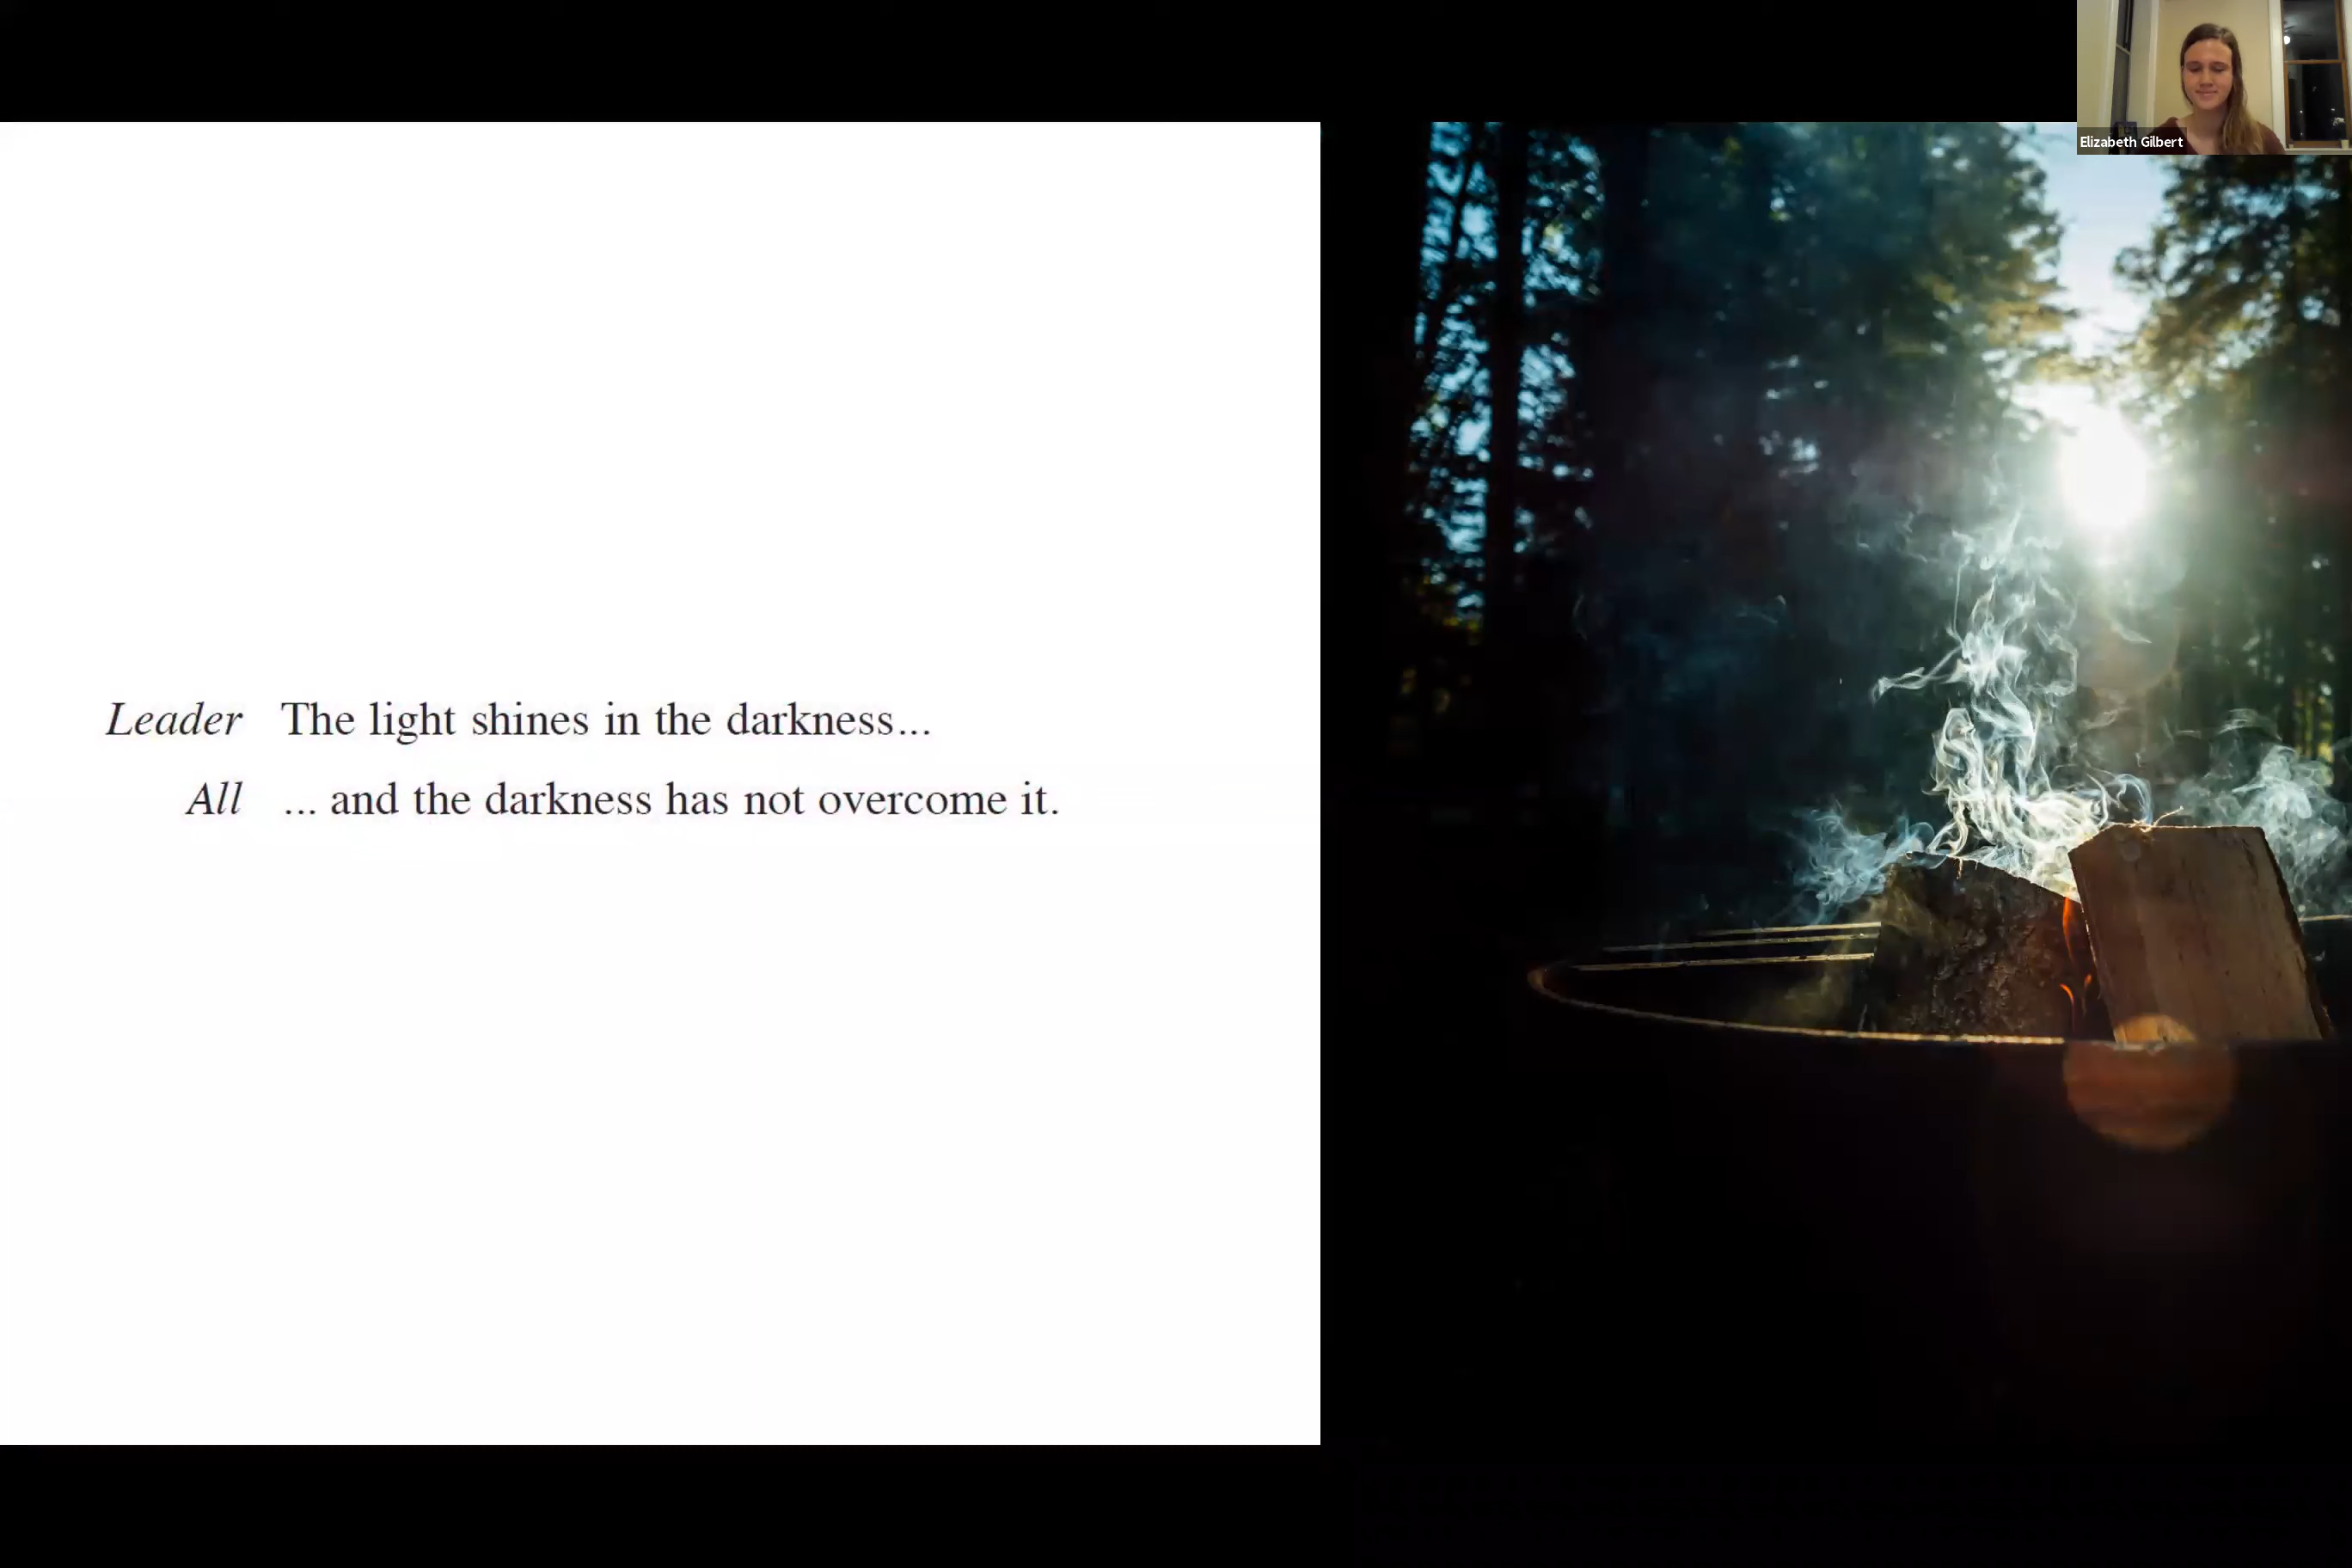 Elizabeth Gilbert
Leader The light shines in the darkness...
All ... and the darkness has not overcome it.